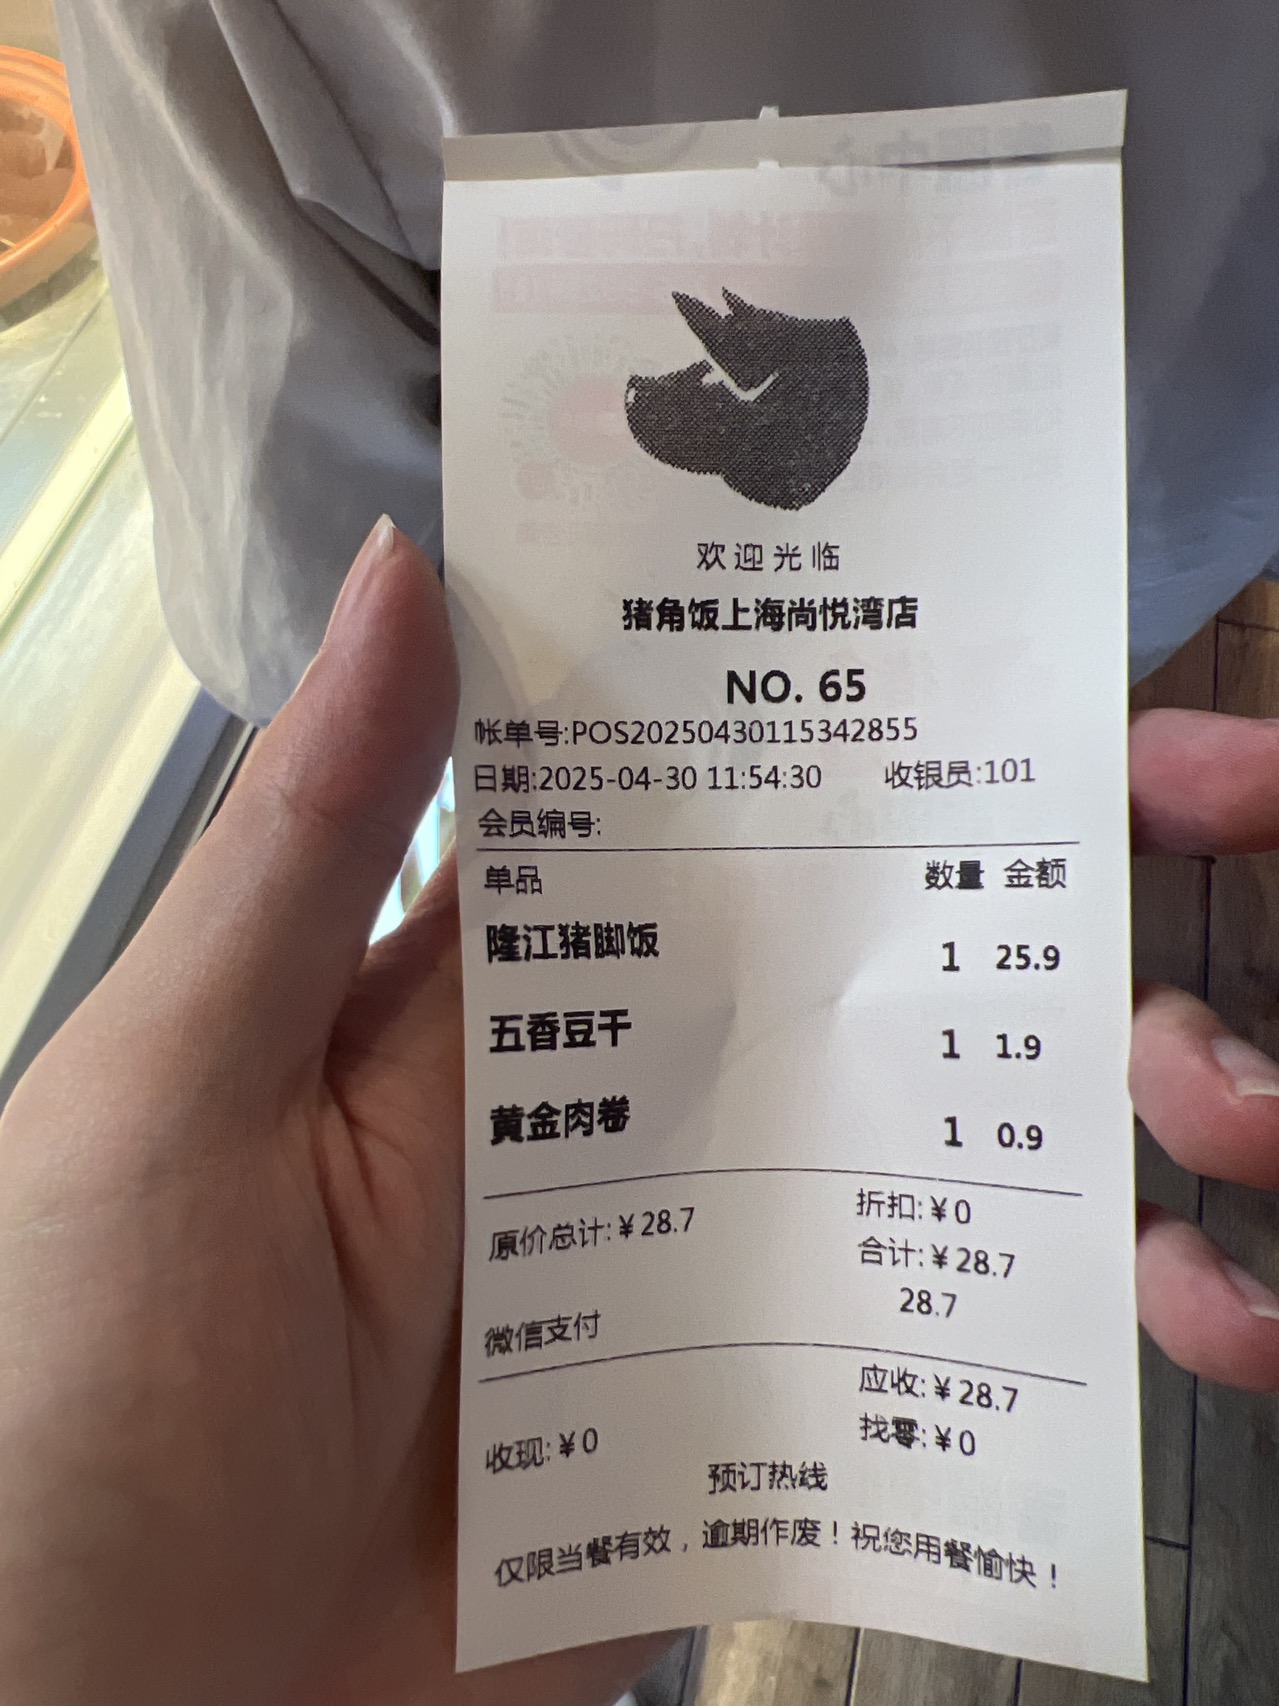 欢迎光临
猪角饭上海尚悦湾店
NO. 65
帐单号:POS20250430115342855
日期:2025-04-30 11:54:30 收银员:101
会员编号:
单品 数量 金额
隆江猪脚饭 1 25.9
五香豆干 1 1.9
黄金肉卷 1 0.9
原价总计:¥28.7 折扣:¥0
合计:¥28.7
微信支付 28.7
应收:¥28.7
收现:¥0 找零:¥0
预订热线
仅限当餐有效，逾期作废！祝您用餐愉快！